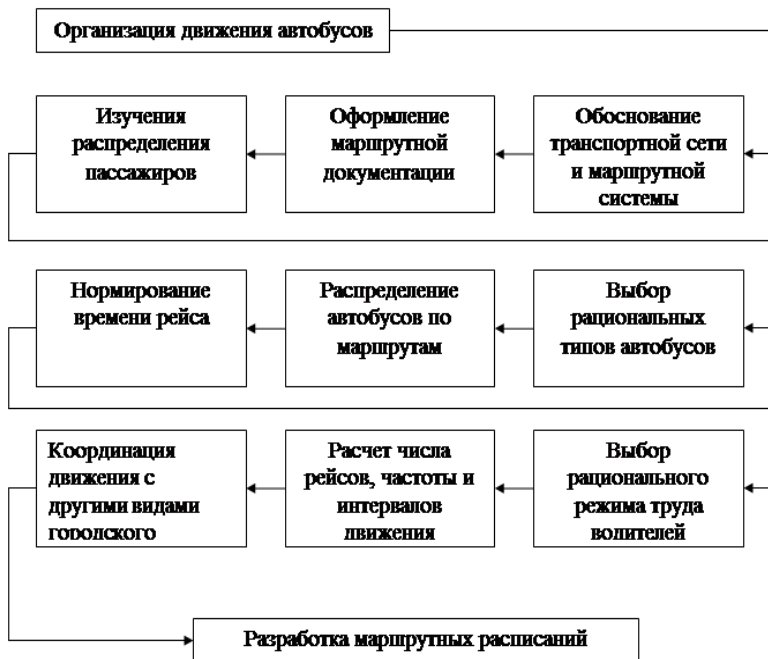 Организация движения автобусов
Изучения
распределения
пассажиров
Оформление
маршрутной
документации
Обоснование
транспортной сети
и маршрутной
системы
Нормирование
времени рейса
Распределение
автобусов по
маршрутам
Выбор
рациональных
типов автобусов
Координация
движения с
другими видами
городского
Расчет числа
рейсов, частоты и
интервалов
движения
Выбор
рационального
режима труда
водителей
Разработка маршрутных расписаний